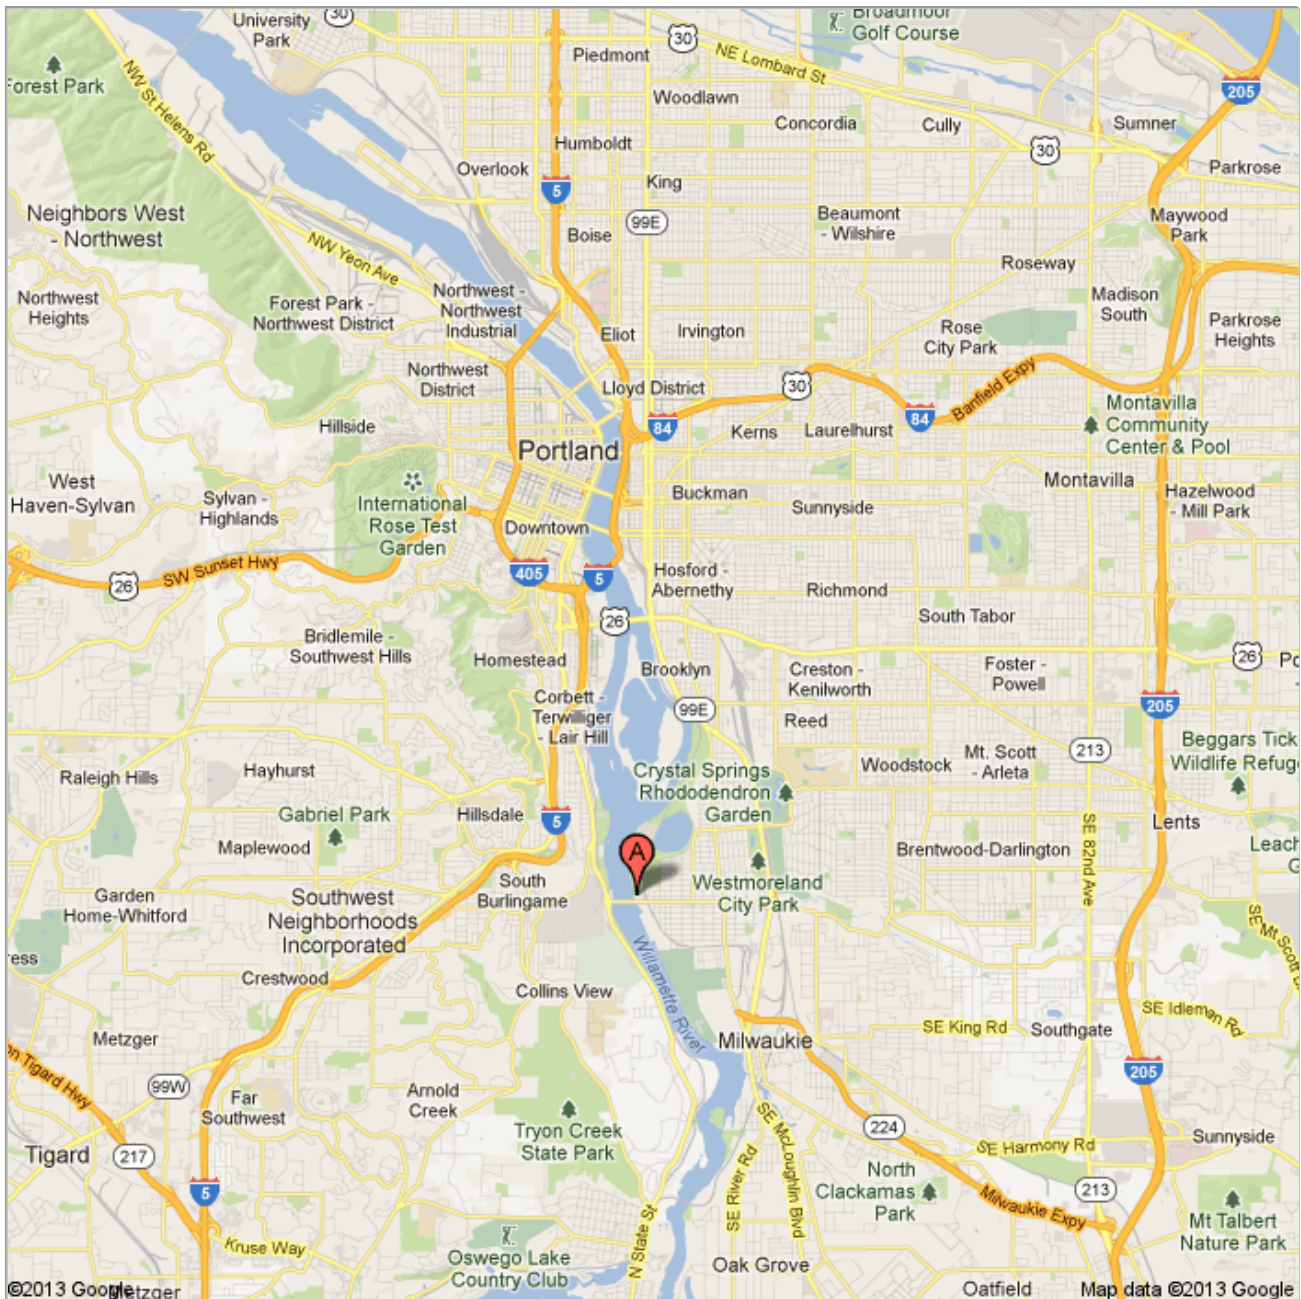 University
Park
30
Piedmont
30
NE Lombard St
Broadmoor
Golf Course
205
Forest Park
NW St Helens Rd
Woodlawn
Concordia
Cully
Sumner
30
Humboldt
Overlook
5
King
Parkrose
Neighbors West
- Northwest
99E
Boise
Beaumont
- Wilshire
Maywood
Park
NW Yeon Ave
Roseway
Northwest
Heights
Forest Park -
Northwest District
Northwest -
Northwest
Industrial
Eliot
Irvington
Rose
City Park
Madison
South
Parkrose
Heights
Northwest
District
Lloyd District
30
Banfield Expy
84
84
Kerns
Laurelhurst
Montavilla
Community
Center & Pool
Hillside
Portland
West
Haven-Sylvan
Sylvan -
Highlands
International
Rose Test
Garden
Buckman
Sunnyside
Montavilla
Hazelwood
- Mill Park
Downtown
SW Sunset Hwy
26
405
5
Hosford -
Abernethy
Richmond
South Tabor
26
Bridlemile -
Southwest Hills
Homestead
Brooklyn
Creston -
Kenilworth
Foster -
Powell
26
Corbett -
Terwilliger
- Lair Hill
99E
Reed
205
213
Beggars Tick
Wildlife Refuge
Raleigh Hills
Hayhurst
Crystal Springs
Rhododendron
Garden
Woodstock
Mt. Scott
- Arleta
Gabriel Park
Hillsdale
5
Maplewood
A
SE 82nd Ave
Lents
Brentwood-Darlington
Garden
Home-Whitford
Southwest
Neighborhoods
Incorporated
South
Burlingame
Westmoreland
City Park
SE Mt Scott
ress
Crestwood
Collins View
Willamette River
Metzger
Milwaukie
SE King Rd
Southgate
SE Idleman Rd
on Tigard Hwy
99W
Far
Southwest
Arnold
Creek
205
Tigard
217
Tryon Creek
State Park
SE McLoughlin Blvd
224
SE Harmony Rd
Sunnyside
5
SE River Rd
North
Clackamas
Park
213
Milwaukie Expy
Mt Talbert
Nature Park
Kruse Way
N State St
Oswego Lake
Country Club
Oak Grove
Oatfield
©2013 Google
Metzger
Map data ©2013 Google